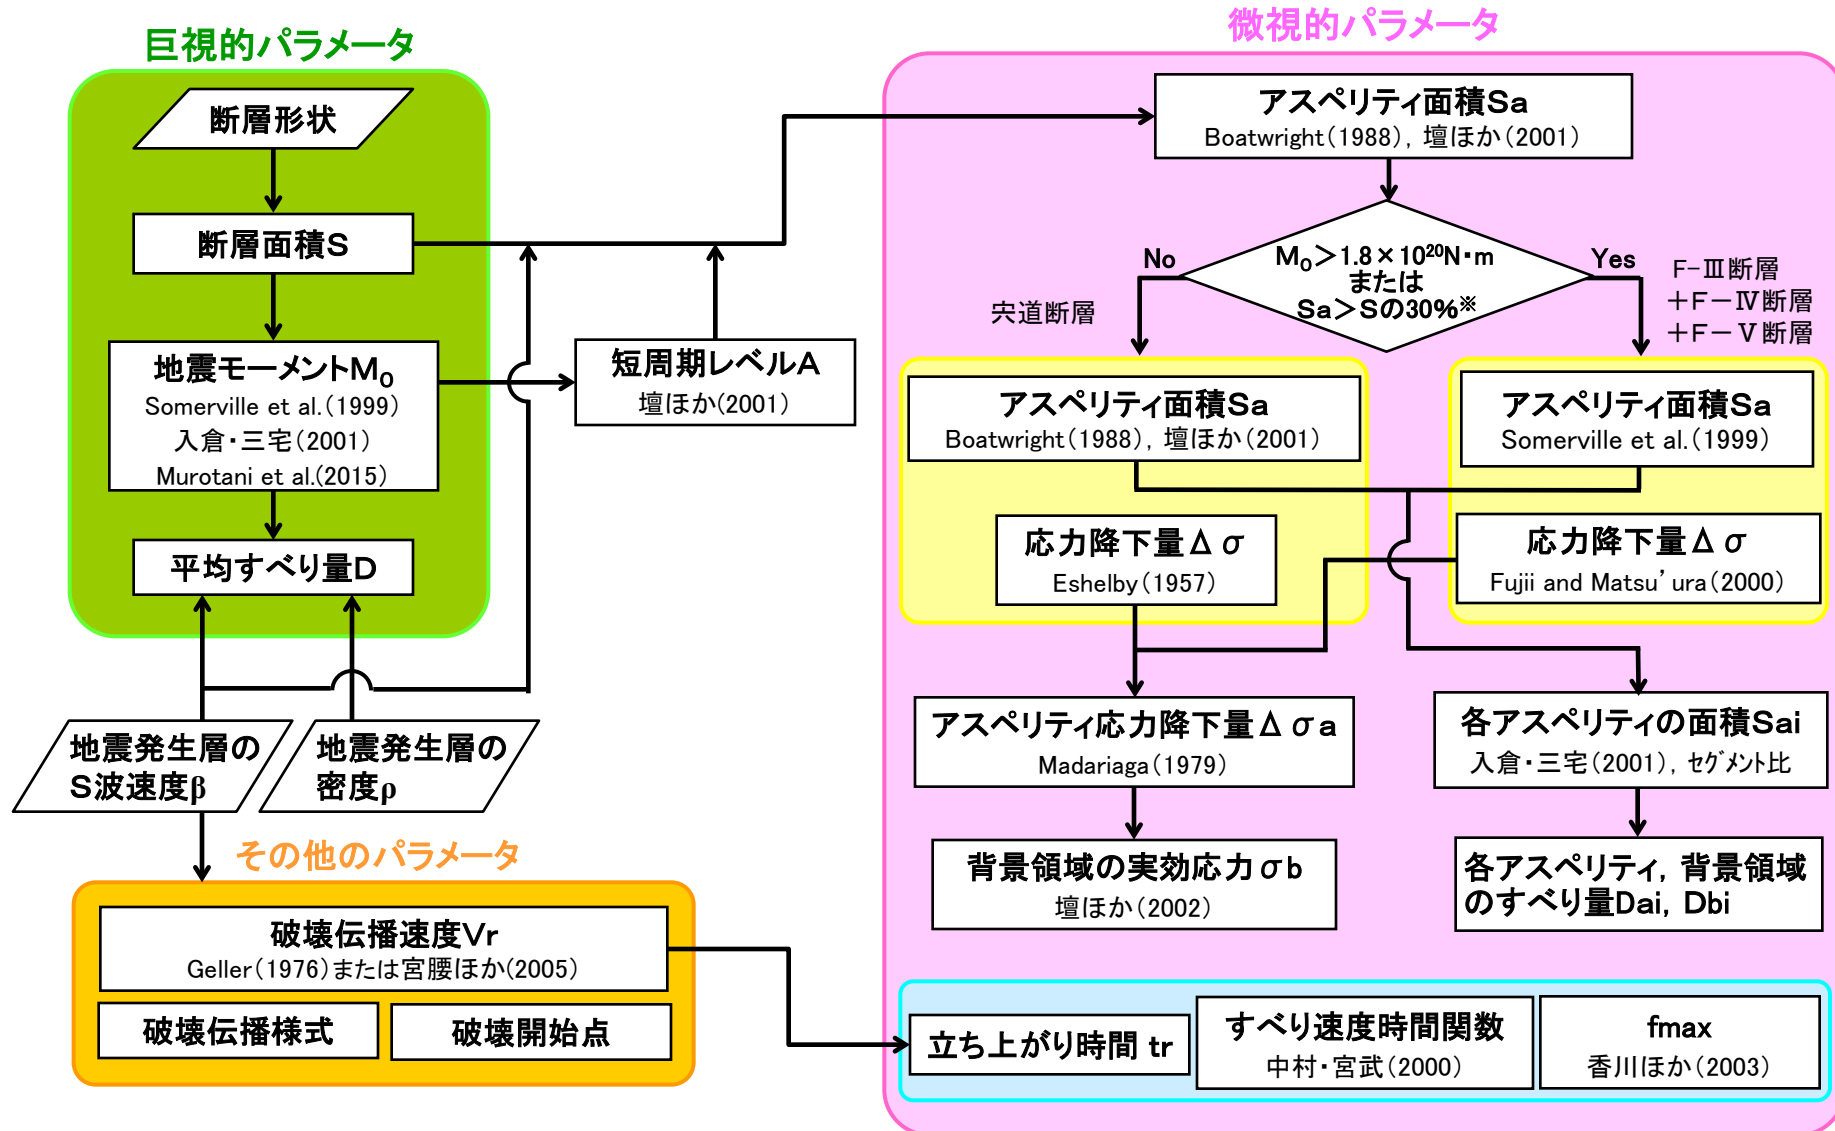 巨視的パラメータ
断層形状
断層面積S
地震モーメントM₀
Somerville et al.(1999)
入倉・三宅(2001)
Murotani et al.(2015)
平均すべり量D
地震発生層の
S波速度β
地震発生層の
密度ρ
短周期レベルA
壇ほか(2001)
その他のパラメータ
破壊伝播速度Vr
Geller(1976)または宮腰ほか(2005)
破壊伝播様式
破壊開始点
微視的パラメータ
アスペリティ面積Sa
Boatwright(1988), 壇ほか(2001)
M₀>1.8×10²⁰N・m
または
Sa>Sの30%※
No
Yes
宍道断層
F-Ⅲ断層
+F-Ⅳ断層
+F-Ⅴ断層
アスペリティ面積Sa
Boatwright(1988), 壇ほか(2001)
応力降下量Δσ
Eshelby(1957)
アスペリティ面積Sa
Somerville et al.(1999)
応力降下量Δσ
Fujii and Matsu'ura(2000)
アスペリティ応力降下量Δσa
Madariaga(1979)
背景領域の実効応力σb
壇ほか(2002)
各アスペリティの面積Sai
入倉・三宅(2001), ｾｸﾞﾒﾝﾄ比
各アスペリティ, 背景領域
のすべり量Dai, Dbi
立ち上がり時間 tr
すべり速度時間関数
中村・宮武(2000)
fmax
香川ほか(2003)